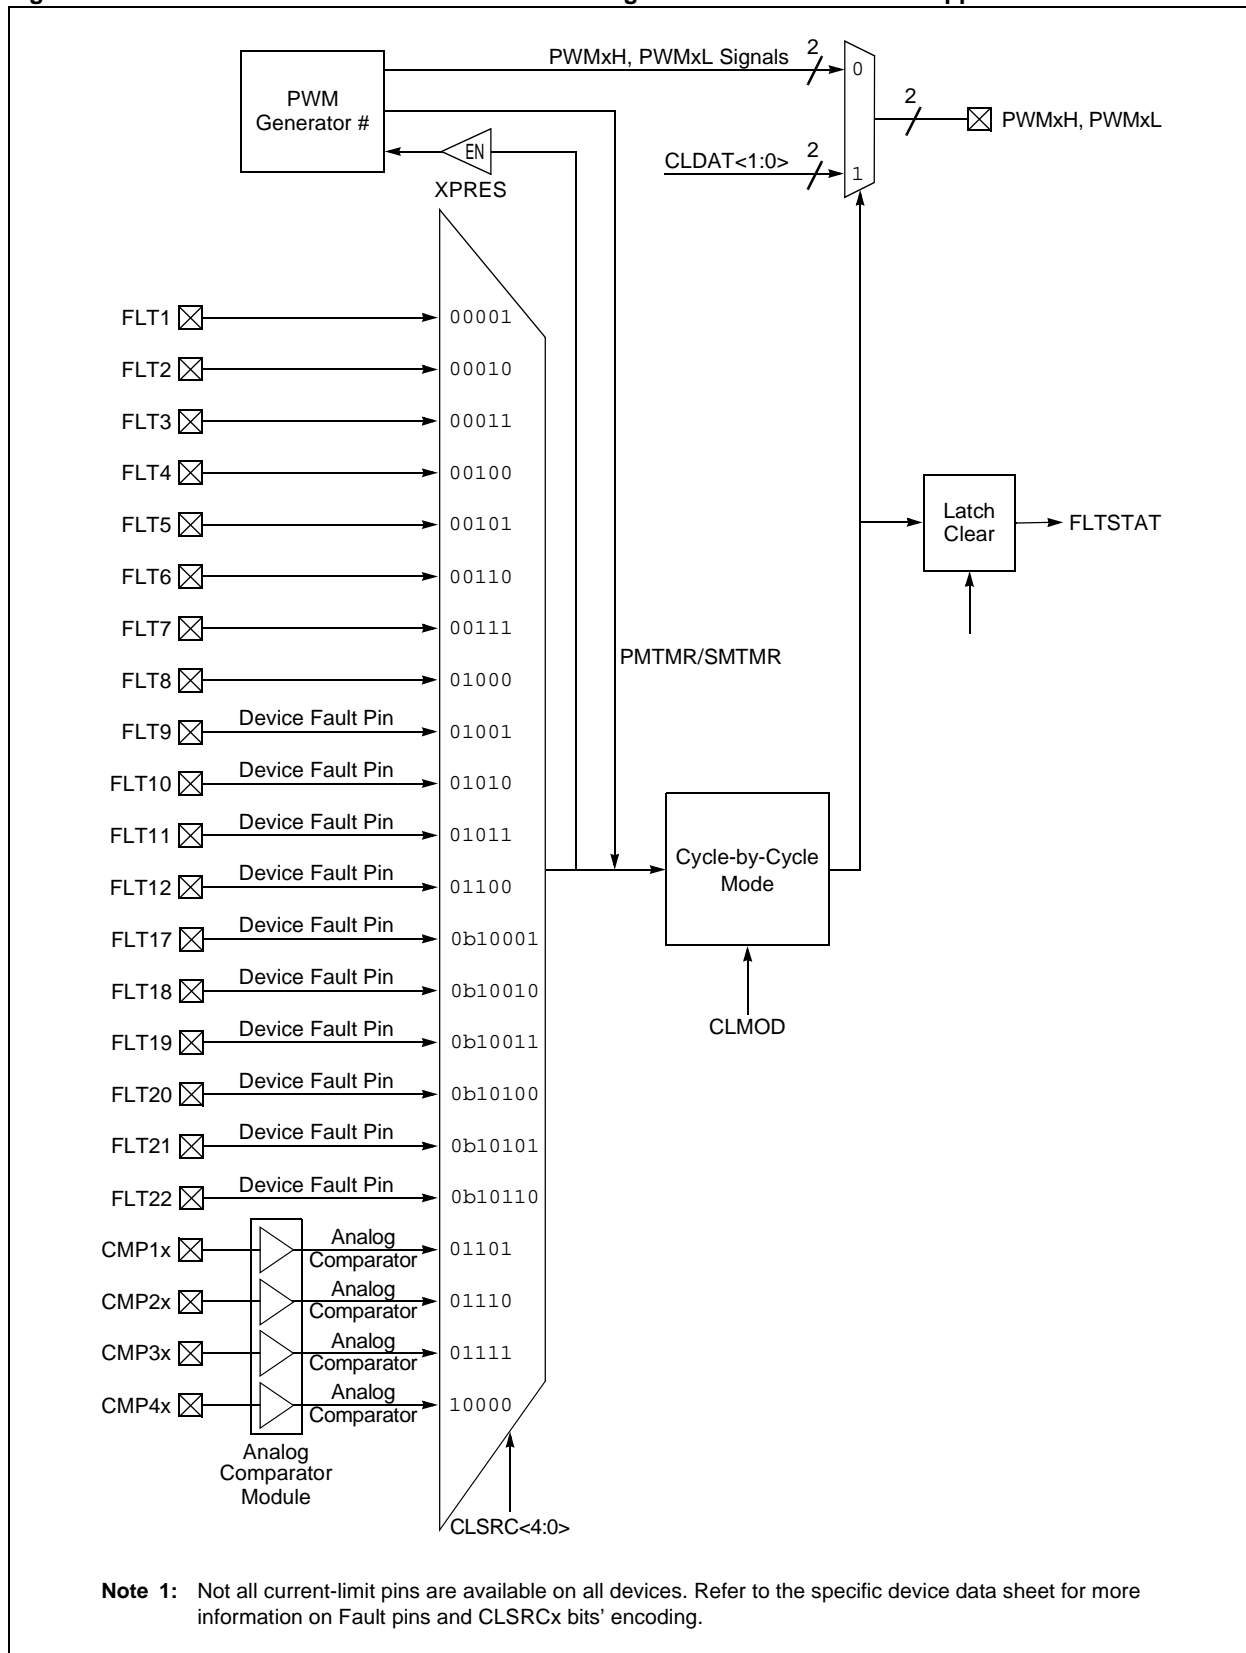 PWMxH, PWMxL Signals
2
0
PWM
Generator #
2
PWMxH, PWMxL
EN
XPRES
CLDAT<1:0>
2
1
FLT1
00001
FLT2
00010
FLT3
00011
FLT4
00100
FLT5
00101
Latch
Clear
FLTSTAT
FLT6
00110
FLT7
00111
PMTMR/SMTMR
FLT8
01000
FLT9
Device Fault Pin
01001
FLT10
Device Fault Pin
01010
FLT11
Device Fault Pin
01011
Cycle-by-Cycle
Mode
FLT12
Device Fault Pin
01100
FLT17
Device Fault Pin
0b10001
FLT18
Device Fault Pin
0b10010
CLMOD
FLT19
Device Fault Pin
0b10011
FLT20
Device Fault Pin
0b10100
FLT21
Device Fault Pin
0b10101
FLT22
Device Fault Pin
0b10110
CMP1x
Analog
Comparator
01101
CMP2x
Analog
Comparator
01110
CMP3x
Analog
Comparator
01111
CMP4x
Analog
Comparator
10000
Analog
Comparator
Module
CLSRC<4:0>
Note 1: Not all current-limit pins are available on all devices. Refer to the specific device data sheet for more
information on Fault pins and CLSRCx bits’ encoding.